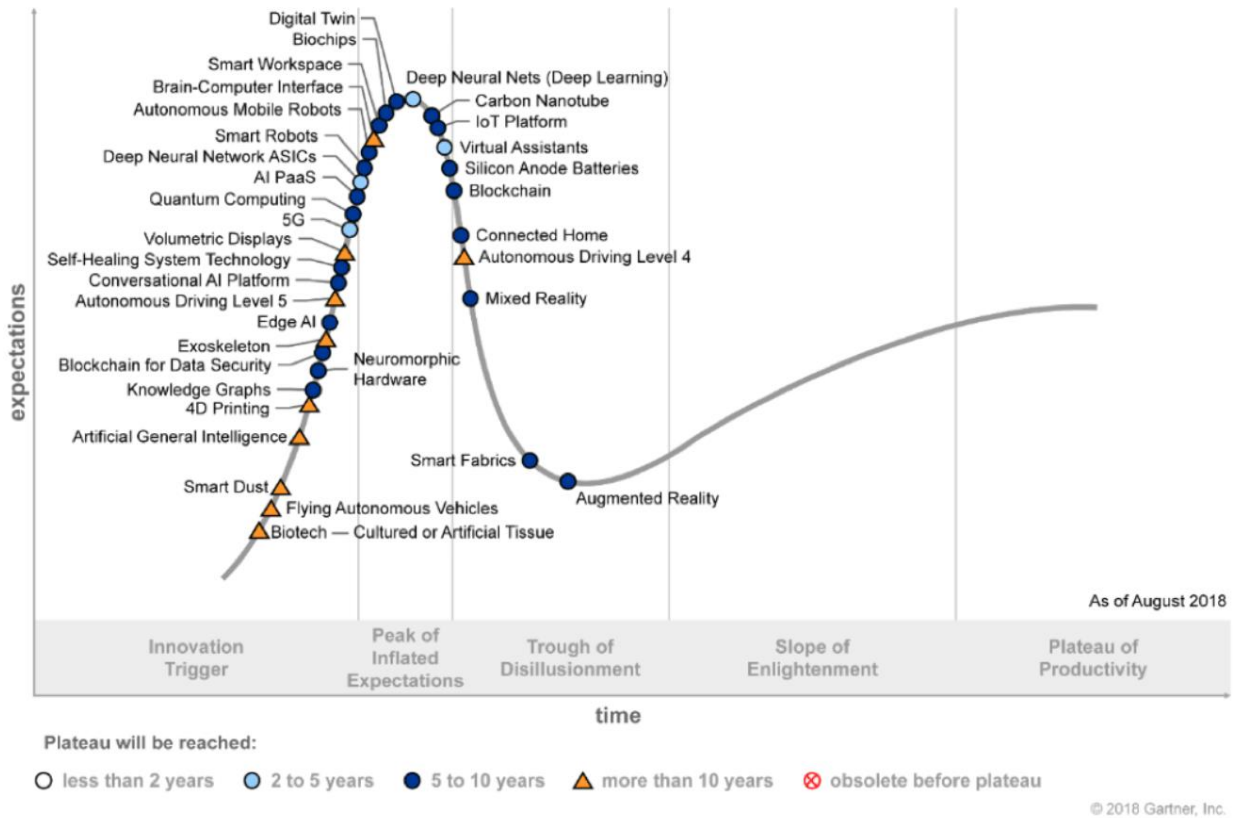 Digital Twin
Biochips
Smart Workspace
Brain-Computer Interface
Autonomous Mobile Robots
Smart Robots
Deep Neural Network ASICs
AI PaaS
Quantum Computing
5G
Volumetric Displays
Self-Healing System Technology
Conversational AI Platform
Autonomous Driving Level 5
Edge AI
Exoskeleton
Blockchain for Data Security
Neuromorphic
Hardware
Knowledge Graphs
4D Printing
Artificial General Intelligence
Smart Dust
Flying Autonomous Vehicles
Biotech — Cultured or Artificial Tissue
Deep Neural Nets (Deep Learning)
Carbon Nanotube
IoT Platform
Virtual Assistants
Silicon Anode Batteries
Blockchain
Connected Home
Autonomous Driving Level 4
Mixed Reality
Smart Fabrics
Augmented Reality
expectations
As of August 2018
Innovation
Trigger
Peak of
Inflated
Expectations
Trough of
Disillusionment
Slope of
Enlightenment
Plateau of
Productivity
time
Plateau will be reached:
less than 2 years
2 to 5 years
5 to 10 years
more than 10 years
obsolete before plateau
© 2018 Gartner, Inc.